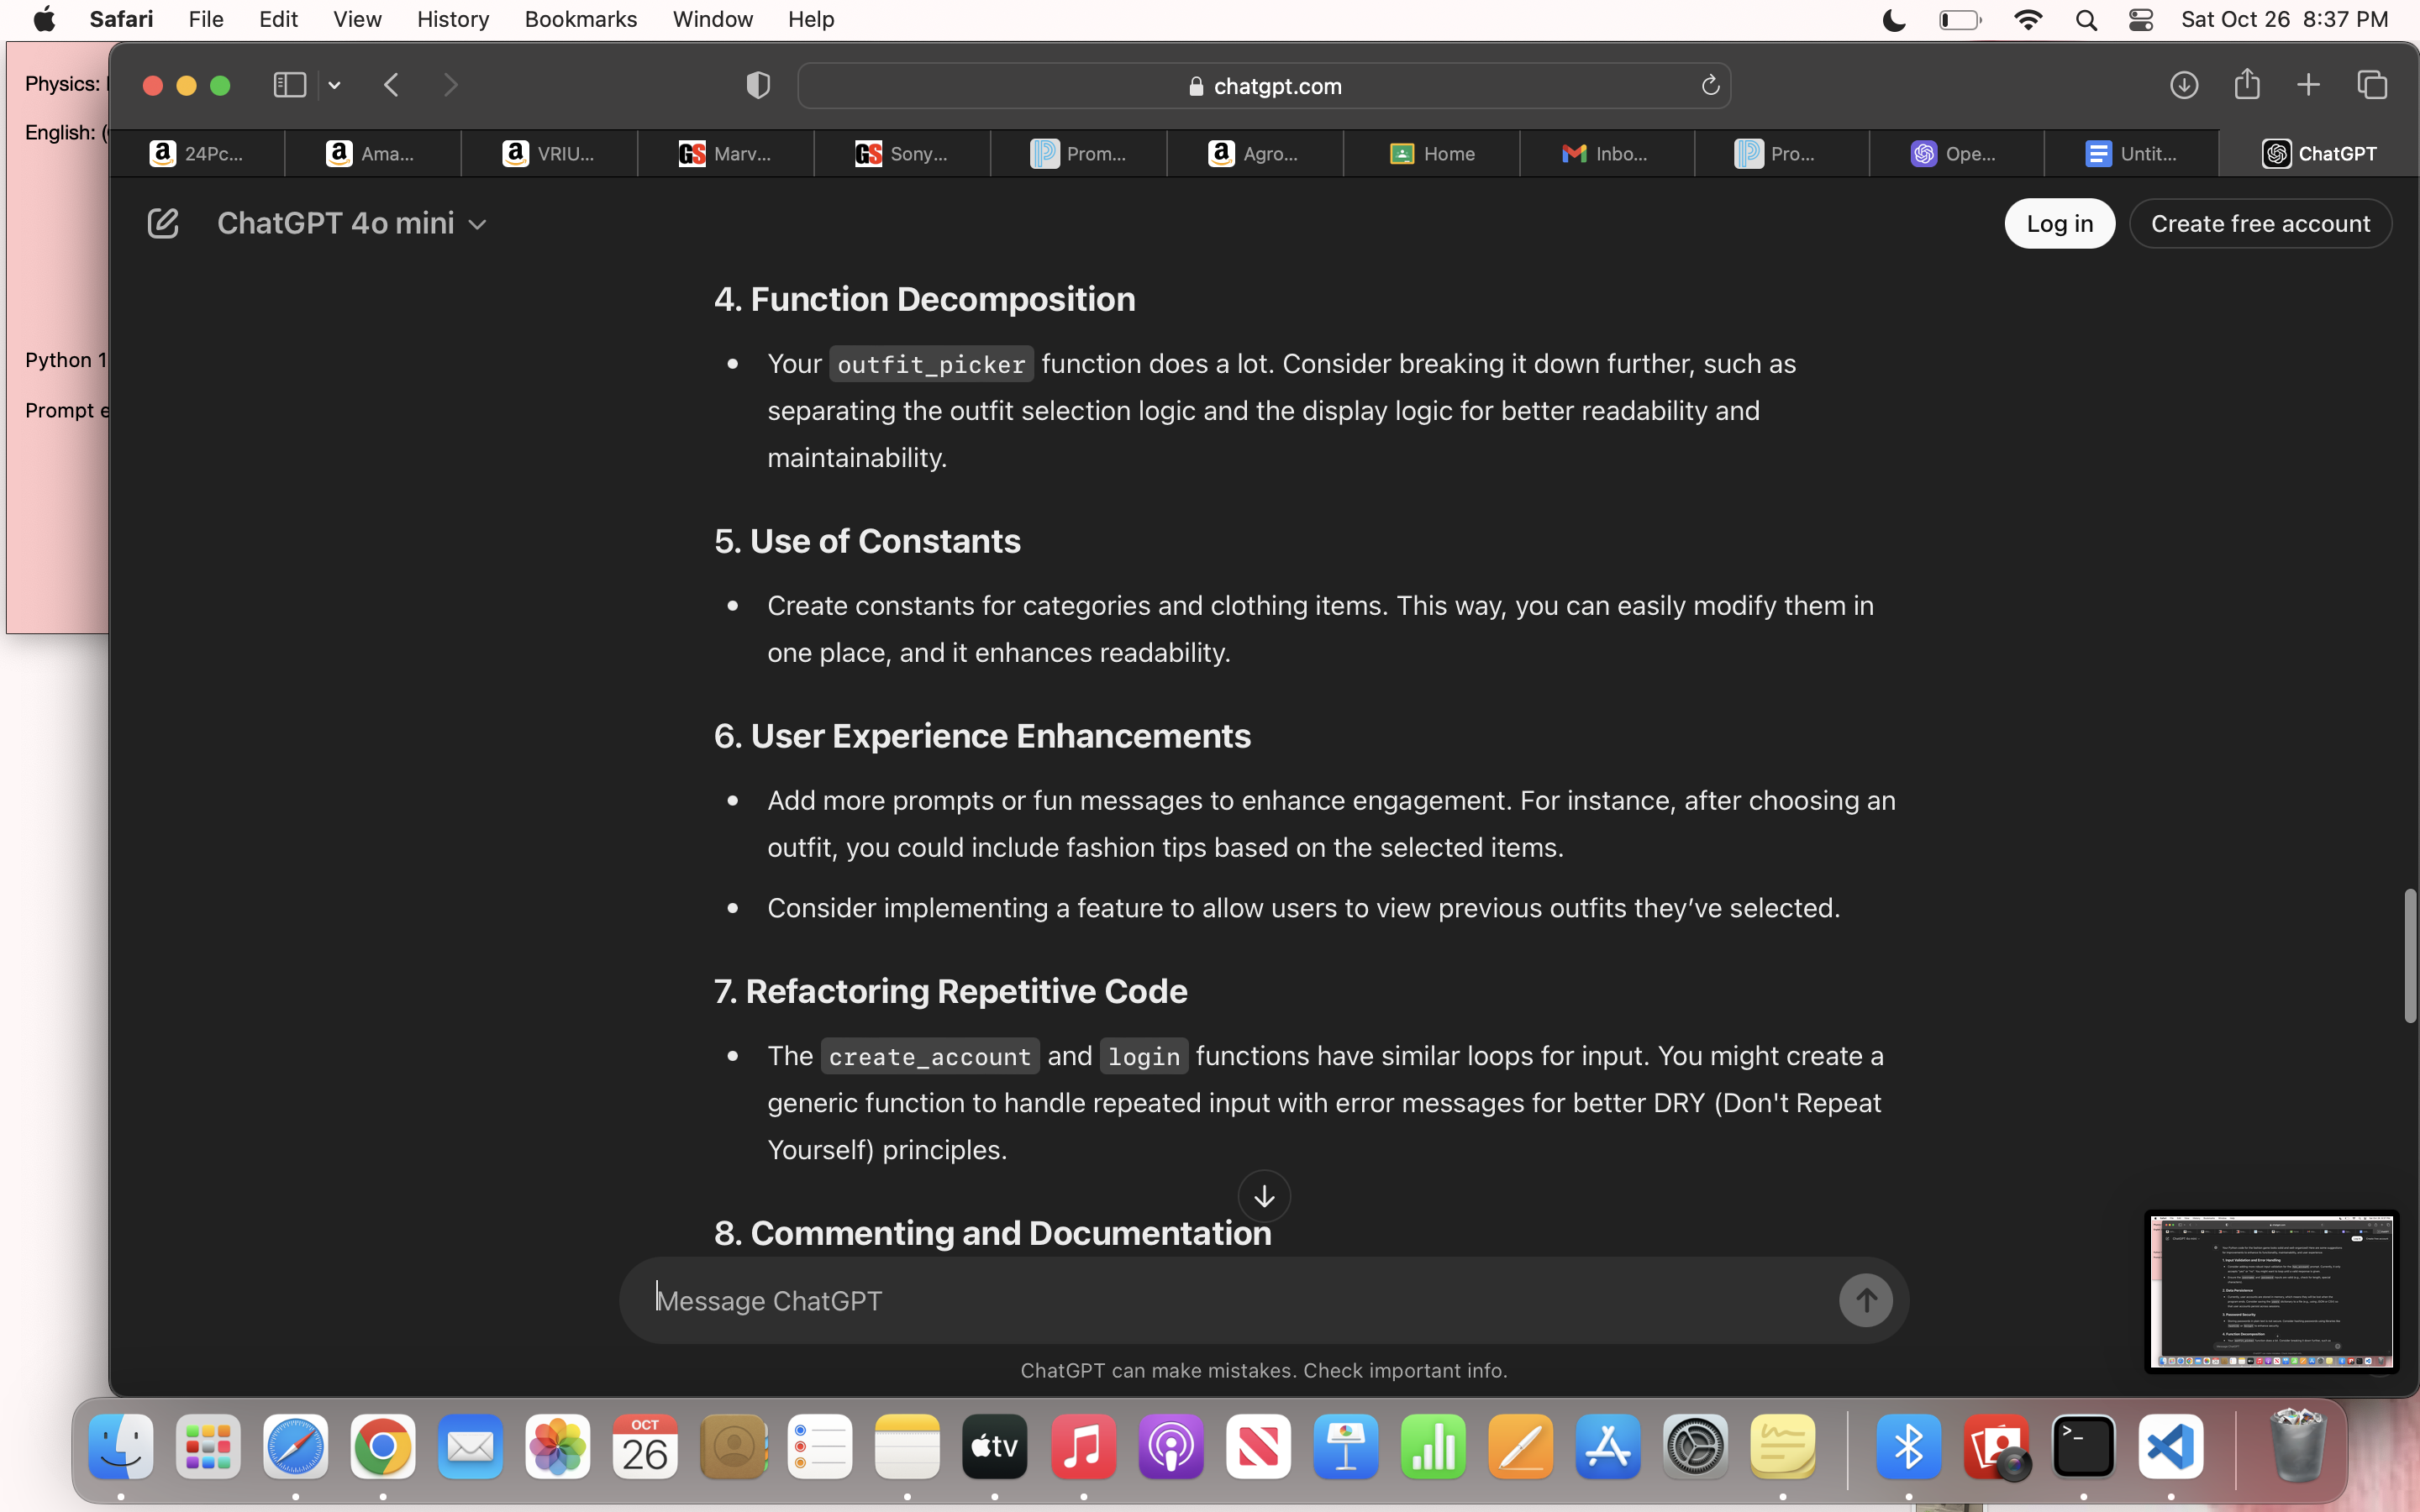 Safari File Edit View History Bookmarks Window Help Sat Oct 26 8:37 PM
Physics:
English: (
Python 1
Prompt e
chatgpt.com
24Pc... Ama... VRIU... Marv... Sony... Prom... Agro... Home Inbo... Pro... Ope... Untit... ChatGPT
ChatGPT 4o mini Log in Create free account
4. Function Decomposition
• Your outfit_picker function does a lot. Consider breaking it down further, such as
separating the outfit selection logic and the display logic for better readability and
maintainability.
5. Use of Constants
• Create constants for categories and clothing items. This way, you can easily modify them in
one place, and it enhances readability.
6. User Experience Enhancements
• Add more prompts or fun messages to enhance engagement. For instance, after choosing an
outfit, you could include fashion tips based on the selected items.
• Consider implementing a feature to allow users to view previous outfits they’ve selected.
7. Refactoring Repetitive Code
• The create_account and login functions have similar loops for input. You might create a
generic function to handle repeated input with error messages for better DRY (Don't Repeat
Yourself) principles.
8. Commenting and Documentation
Message ChatGPT
ChatGPT can make mistakes. Check important info.
OCT
26
tv